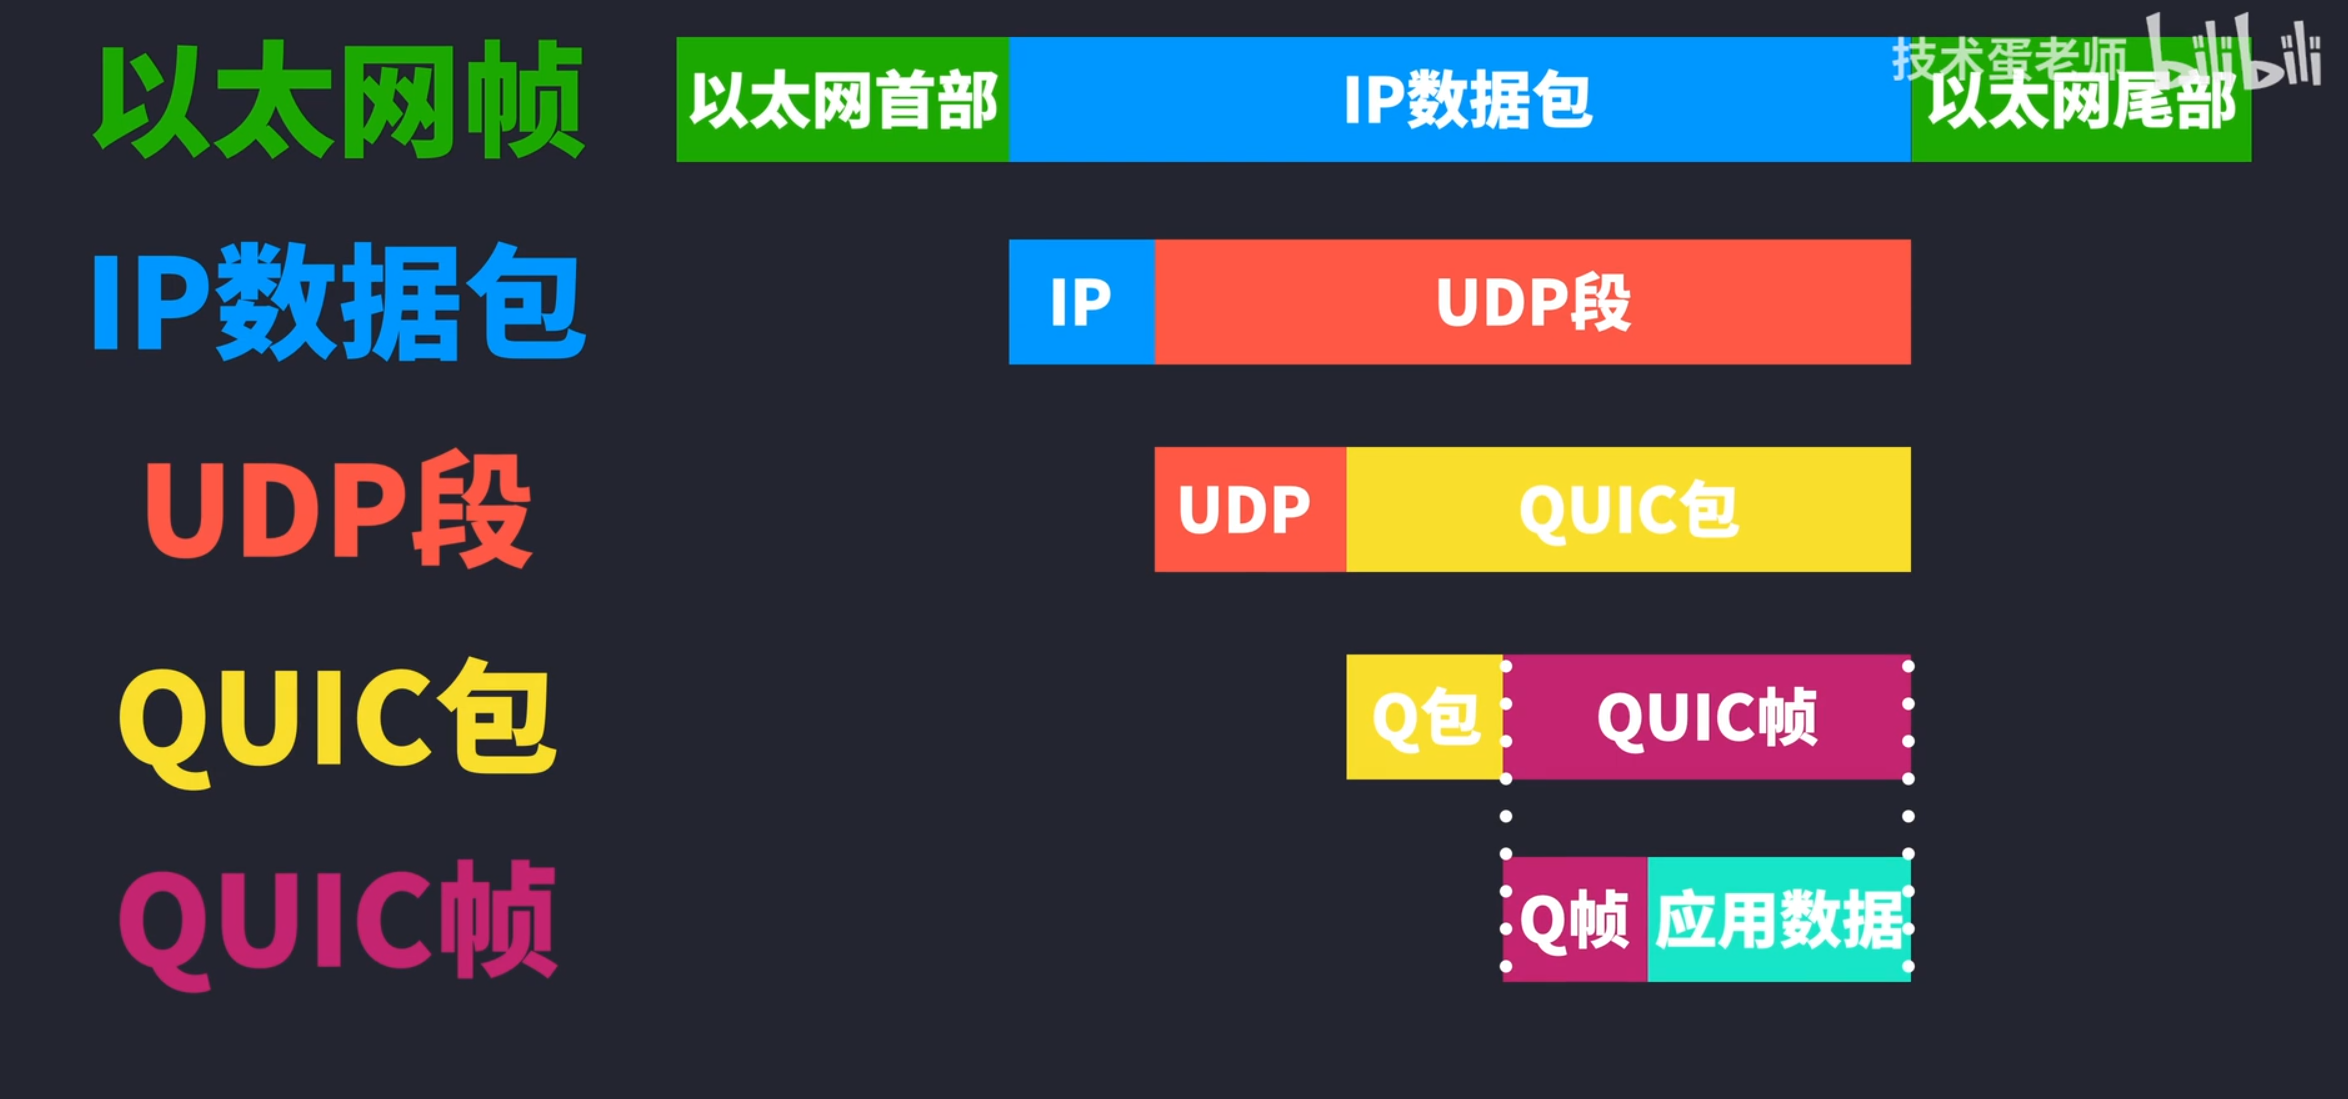 技术蛋老师 bilibili
以太网帧 以太网首部 IP数据包 以太网尾部
IP数据包 IP UDP段
UDP段 UDP QUIC包
QUIC包 Q包 QUIC帧
QUIC帧 Q帧 应用数据